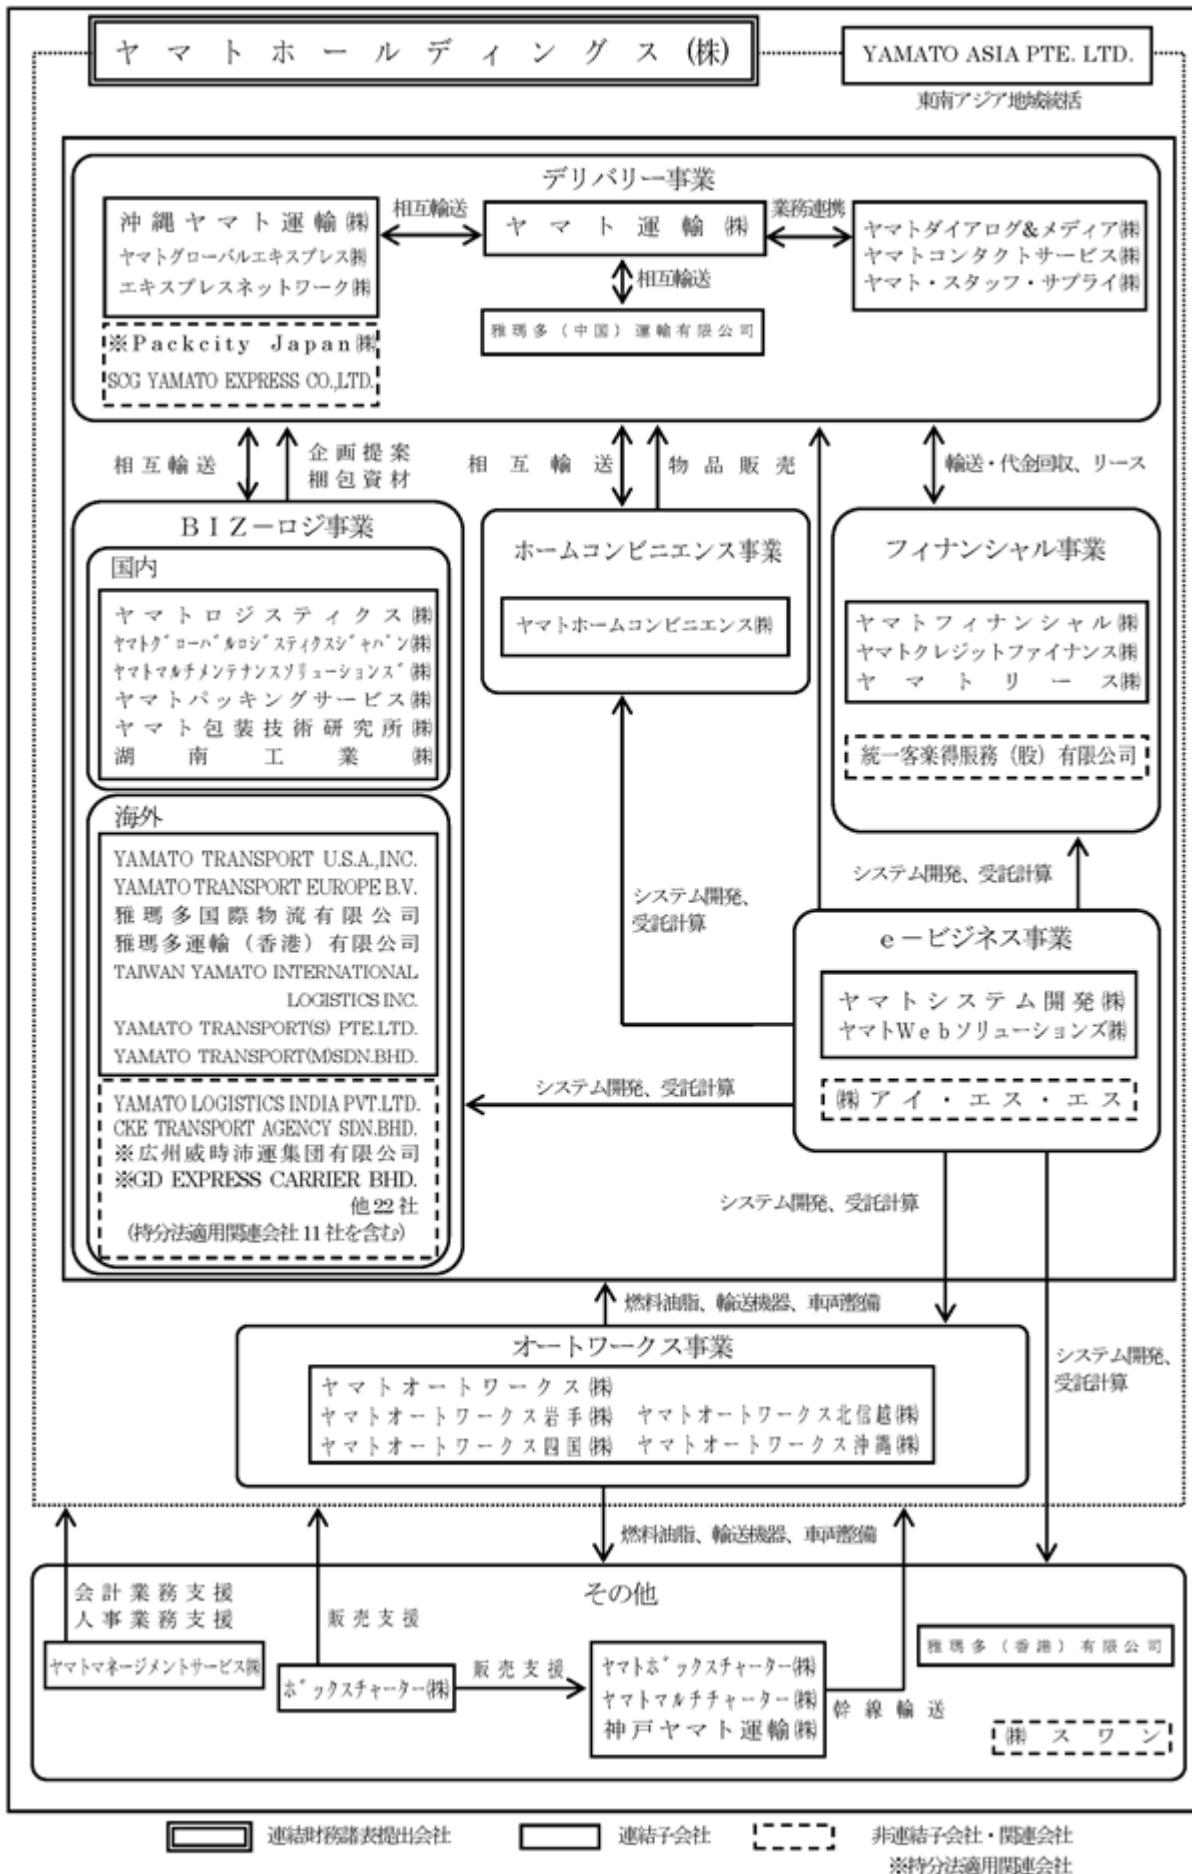 ヤマトホールディングス(株)
YAMATO ASIA PTE. LTD.
東南アジア地域統括
デリバリー事業
沖縄ヤマト運輸㈱
ヤマトグローバルエキスプレス㈱
エキスプレスネットワーク㈱
相互輸送
ヤマト運輸㈱
業務連携
ヤマトダイアログ&メディア㈱
ヤマトコンタクトサービス㈱
ヤマト・スタッフ・サプライ㈱
相互輸送
雅瑪多（中国）運輸有限公司
※Packcity Japan㈱
SCG YAMATO EXPRESS CO.,LTD.
相互輸送
企画提案
梱包資材
相互輸送
物品販売
輸送・代金回収、リース
BIZ－ロジ事業
国内
ヤマトロジスティクス㈱
ヤマトグローバルロジスティクスジャパン㈱
ヤマトマルチメンテナンスソリューションズ㈱
ヤマトパッキングサービス㈱
ヤマト包装技術研究所㈱
湖南工業㈱
海外
YAMATO TRANSPORT U.S.A.,INC.
YAMATO TRANSPORT EUROPE B.V.
雅瑪多国際物流有限公司
雅瑪多運輸（香港）有限公司
TAIWAN YAMATO INTERNATIONAL
LOGISTICS INC.
YAMATO TRANSPORT(S) PTE.LTD.
YAMATO TRANSPORT(M)SDN.BHD.
YAMATO LOGISTICS INDIA PVT.LTD.
CKE TRANSPORT AGENCY SDN.BHD.
※広州威時沛運集団有限公司
※GD EXPRESS CARRIER BHD.
他22社
（持分法適用関連会社11社を含む）
ホームコンビニエンス事業
ヤマトホームコンビニエンス㈱
フィナンシャル事業
ヤマトフィナンシャル㈱
ヤマトクレジットファイナンス㈱
ヤマトリース㈱
統一客楽得服務（股）有限公司
システム開発、受託計算
システム開発、
受託計算
e－ビジネス事業
ヤマトシステム開発㈱
ヤマトWebソリューションズ㈱
㈱アイ・エス・エス
システム開発、受託計算
システム開発、受託計算
燃料油脂、輸送機器、車両整備
オートワークス事業
ヤマトオートワークス㈱
ヤマトオートワークス岩手㈱
ヤマトオートワークス北信越㈱
ヤマトオートワークス四国㈱
ヤマトオートワークス沖縄㈱
システム開発、
受託計算
燃料油脂、輸送機器、車両整備
その他
会計業務支援
人事業務支援
ヤマトマネージメントサービス㈱
販売支援
ボックスチャーター㈱
販売支援
ヤマトボックスチャーター㈱
ヤマトマルチチャーター㈱
神戸ヤマト運輸㈱
幹線輸送
雅瑪多（香港）有限公司
㈱スワン
連結財務諸表提出会社
連結子会社
非連結子会社・関連会社
※持分法適用関連会社